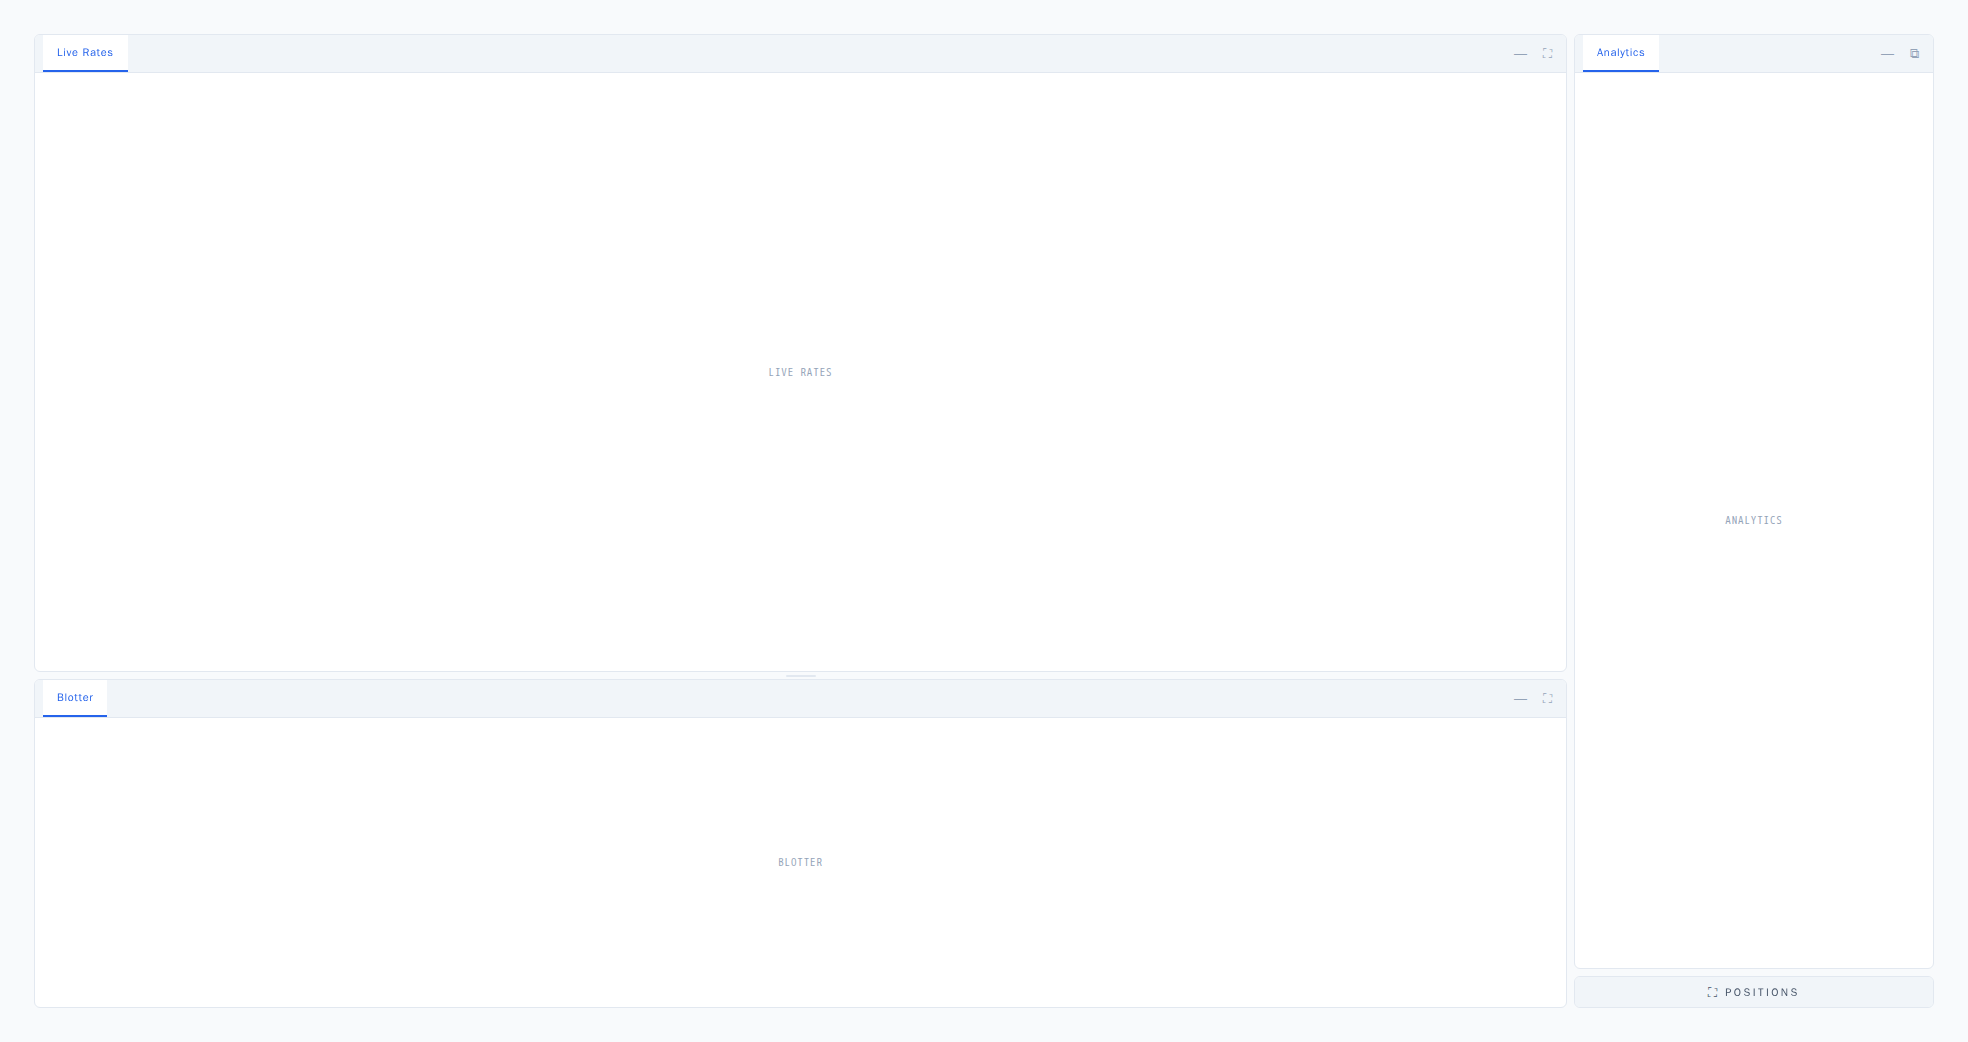 Live Rates
LIVE RATES
Blotter
BLOTTER
Analytics
ANALYTICS
POSITIONS